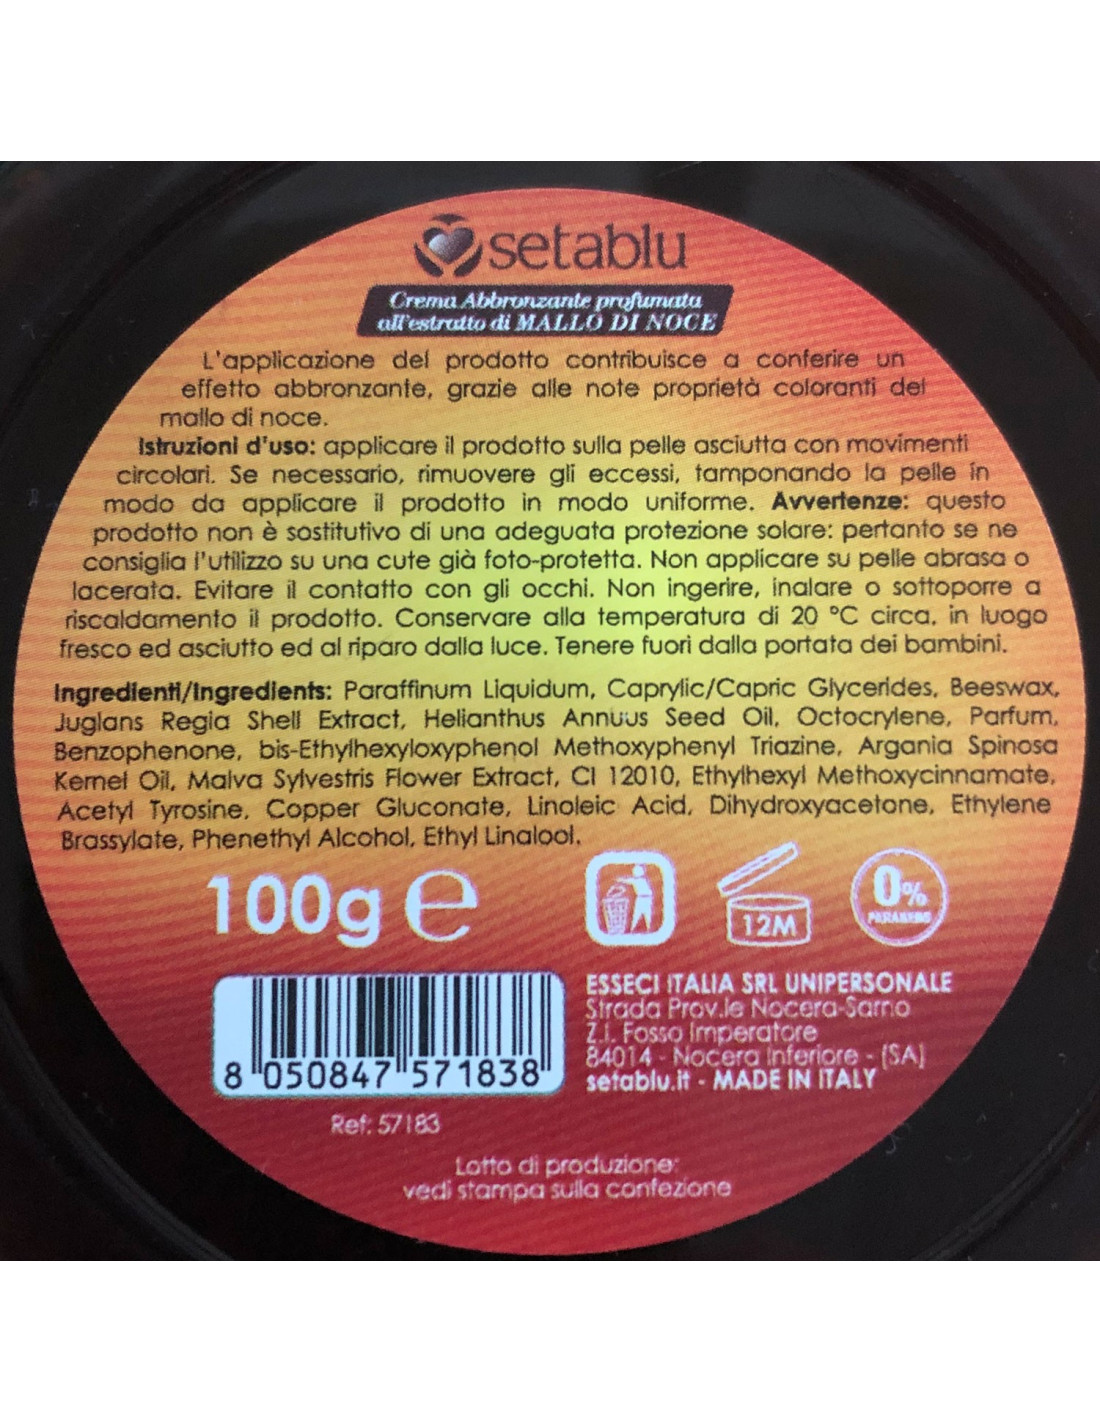 setablu
Crema Abbronzante profumata
all'estratto di MALLO DI NOCE
L'applicazione del prodotto contribuisce a conferire un
effetto abbronzante, grazie alle note proprietà coloranti del
mallo di noce.
Istruzioni d'uso: applicare il prodotto sulla pelle asciutta con movimenti
circolari. Se necessario, rimuovere gli eccessi, tamponando la pelle in
modo da applicare il prodotto in modo uniforme. Avvertenze: questo
prodotto non è sostitutivo di una adeguata protezione solare: pertanto se ne
consiglia l'utilizzo su una cute già foto-protetta. Non applicare su pelle abrasa o
lacerata. Evitare il contatto con gli occhi. Non ingerire, inalare o sottoporre a
riscaldamento il prodotto. Conservare alla temperatura di 20 °C circa, in luogo
fresco ed asciutto ed al riparo dalla luce. Tenere fuori dalla portata dei bambini.
Ingredienti/Ingredients: Paraffinum Liquidum, Caprylic/Capric Glycerides, Beeswax,
Juglans Regia Shell Extract, Helianthus Annuus Seed Oil, Octocrylene, Parfum,
Benzophenone, bis-Ethylhexyloxyphenol Methoxyphenyl Triazine, Argania Spinosa
Kernel Oil, Malva Sylvestris Flower Extract, CI 12010, Ethylhexyl Methoxycinnamate,
Acetyl Tyrosine, Copper Gluconate, Linoleic Acid, Dihydroxyacetone, Ethylene
Brassylate, Phenethyl Alcohol, Ethyl Linalool.
100g e
12M
0%
PARABENS
ESSECI ITALIA SRL UNIPERSONALE
Strada Prov.le Nocera-Sarno
Z.I. Fosso Imperatore
84014 - Nocera Inferiore - (SA)
setablu.it - MADE IN ITALY
8 050847 571838
Ref: 57183
Lotto di produzione:
vedi stampa sulla confezione